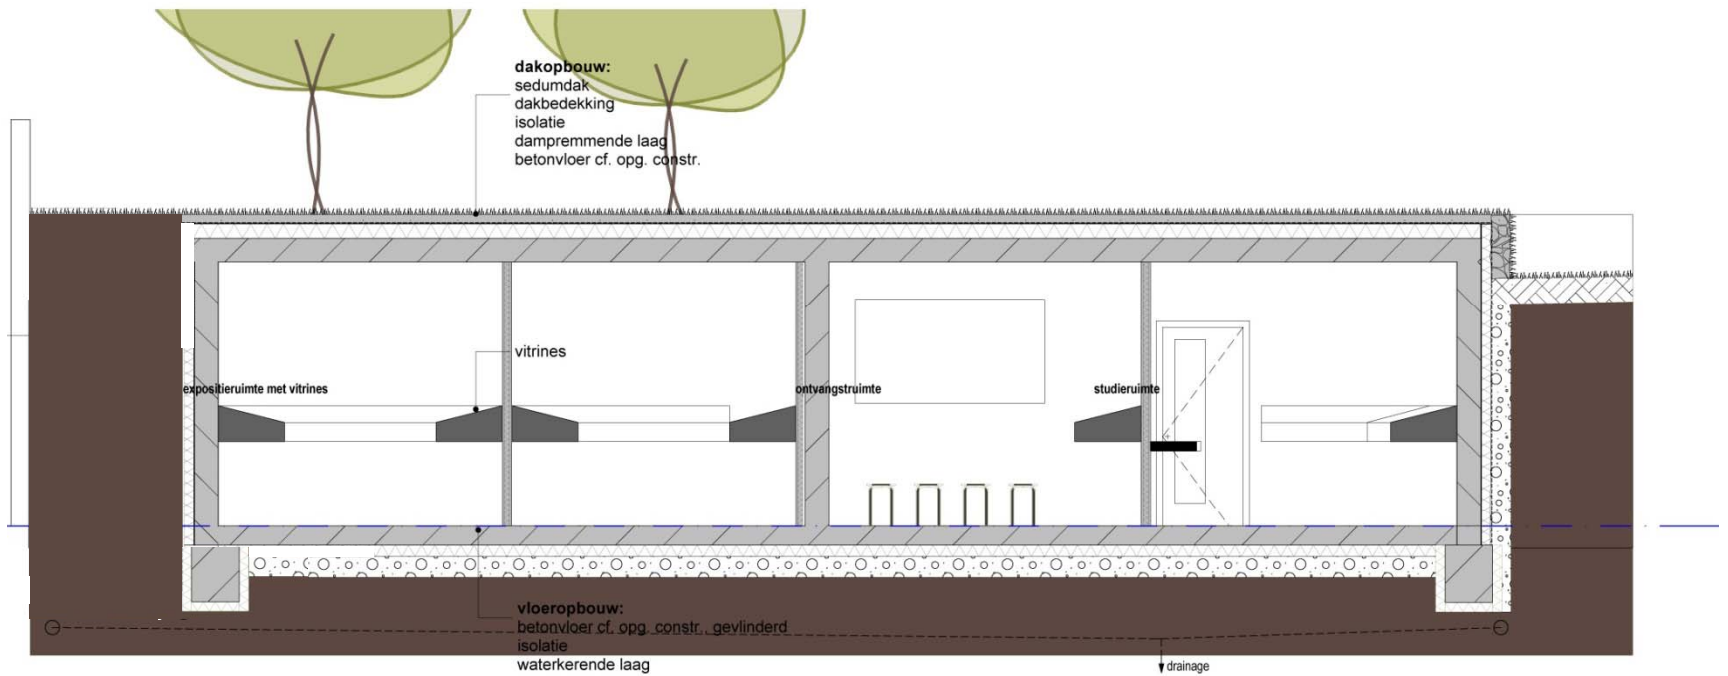 dakopbouw:
sedumdak
dakbedekking
isolatie
dampremmende laag
betonvloer cf. opg. constr.
vitrines
expositieruimte met vitrines
ontvangstruimte
studieruimte
vloeropbouw:
betonvloer cf. opg. constr., gevlinderd
isolatie
waterkerende laag
drainage